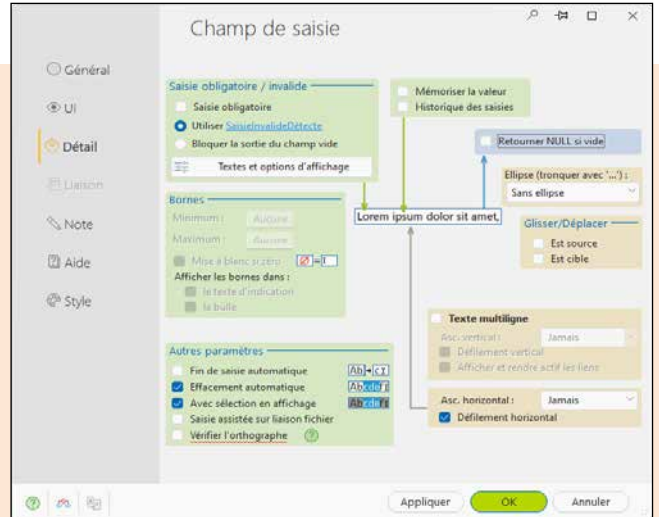 Champ de saisie
Général
UI
Détail
Liaison
Note
Aide
Style
Saisie obligatoire / invalide
Saisie obligatoire
Utiliser SaisieInvalideDétecte
Bloquer la sortie du champ vide
Textes et options d'affichage
Bornes
Minimum : Aucune
Maximum : Aucune
Mise à blanc si zéro
Afficher les bornes dans :
le texte d'indication
la bulle
Autres paramètres
Fin de saisie automatique
Effacement automatique
Avec sélection en affichage
Saisie assistée sur liaison fichier
Vérifier l'orthographe
Mémoriser la valeur
Historique des saisies
Lorem ipsum dolor sit amet,
Retourner NULL si vide
Ellipse (tronquer avec '...') :
Sans ellipse
Glisser/Déplacer
Est source
Est cible
Texte multiligne
Asc. vertical : Jamais
Défilement vertical
Afficher et rendre actif les liens
Asc. horizontal : Jamais
Défilement horizontal
Appliquer OK Annuler